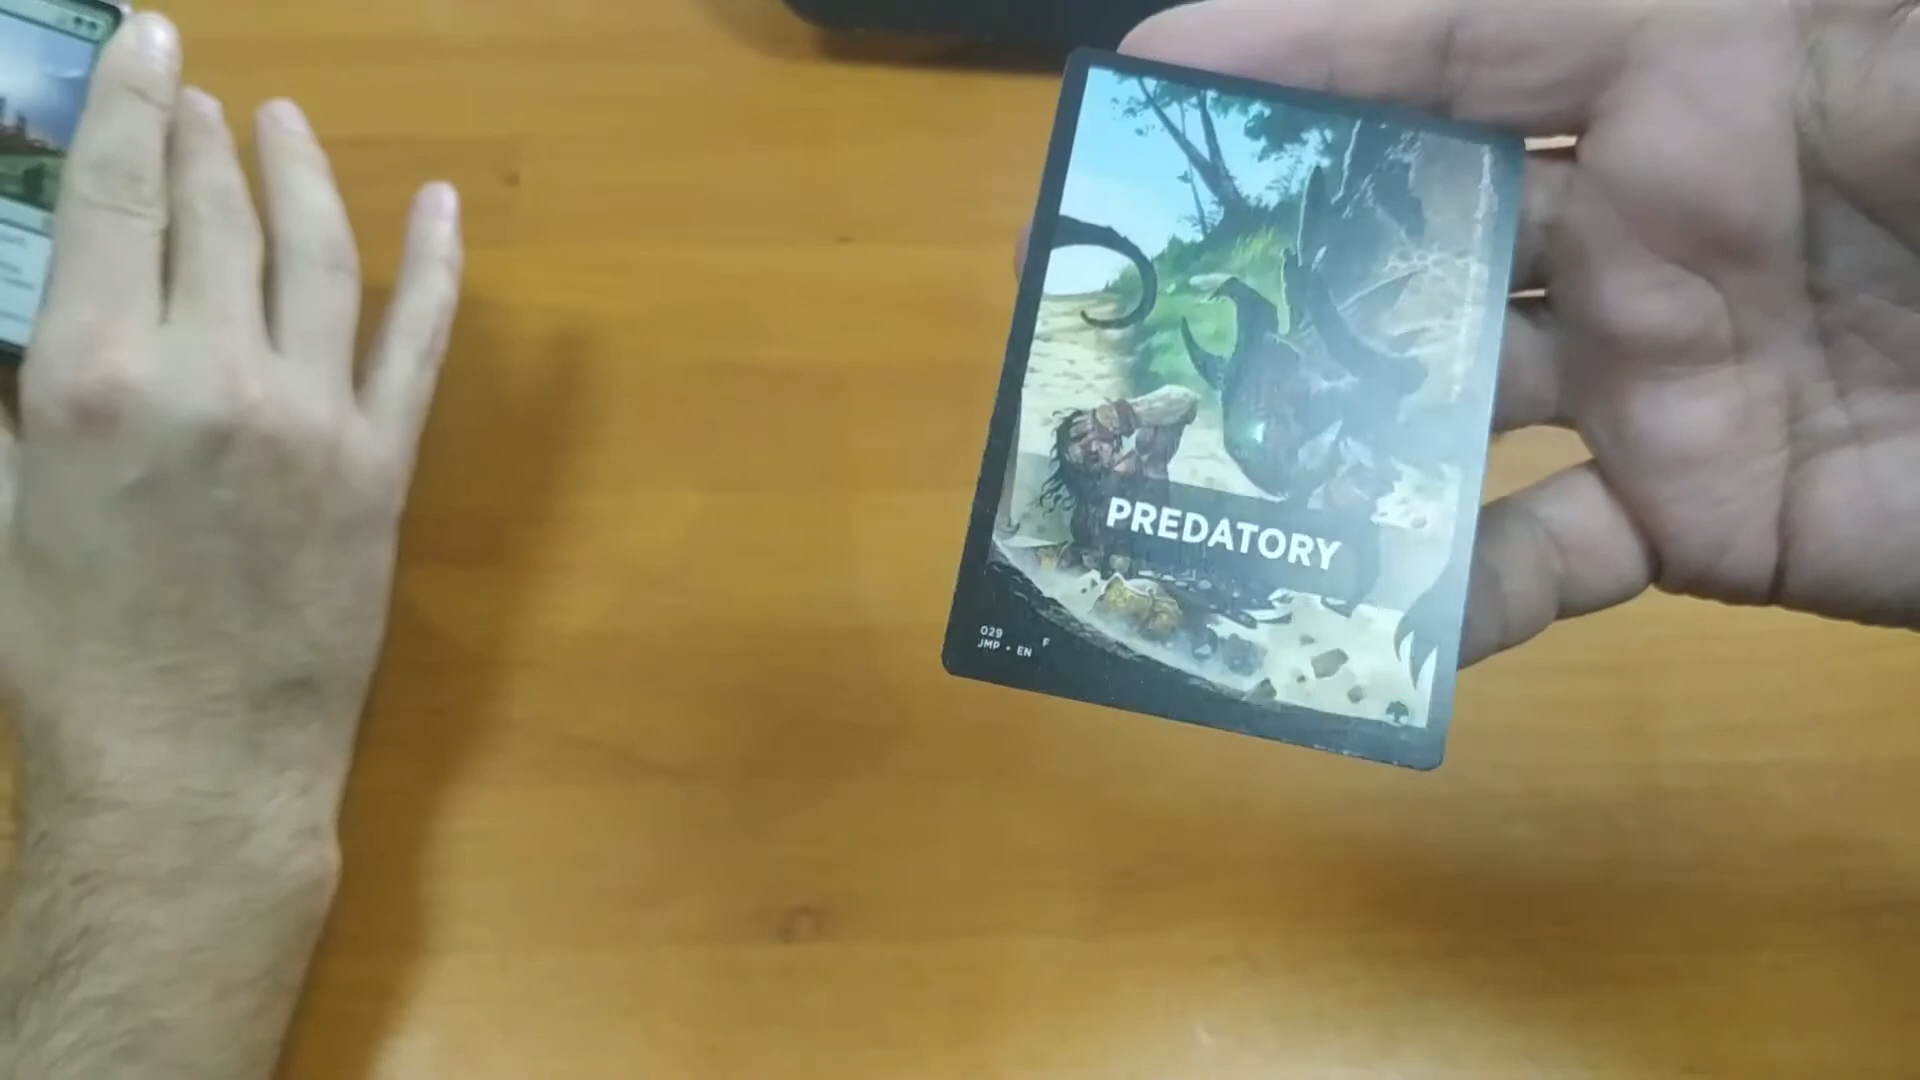 PREDATORY
029 F
JMP • EN